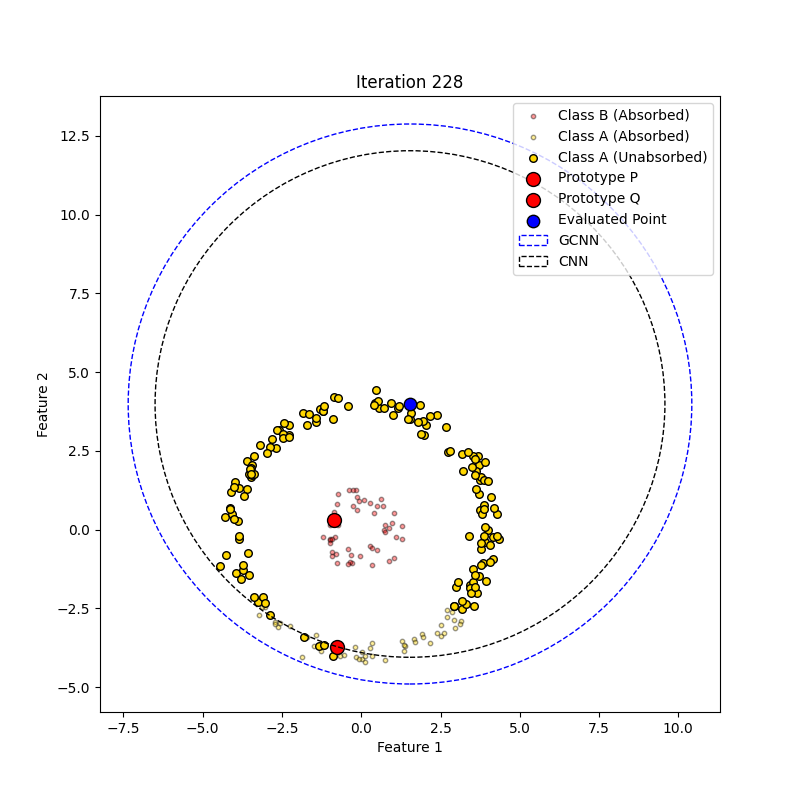 Iteration 228
Class B (Absorbed)
Class A (Absorbed)
Class A (Unabsorbed)
Prototype P
Prototype Q
Evaluated Point
GCNN
CNN
Feature 2
12.5
10.0
7.5
5.0
2.5
0.0
−2.5
−5.0
−7.5 −5.0 −2.5 0.0 2.5 5.0 7.5 10.0
Feature 1